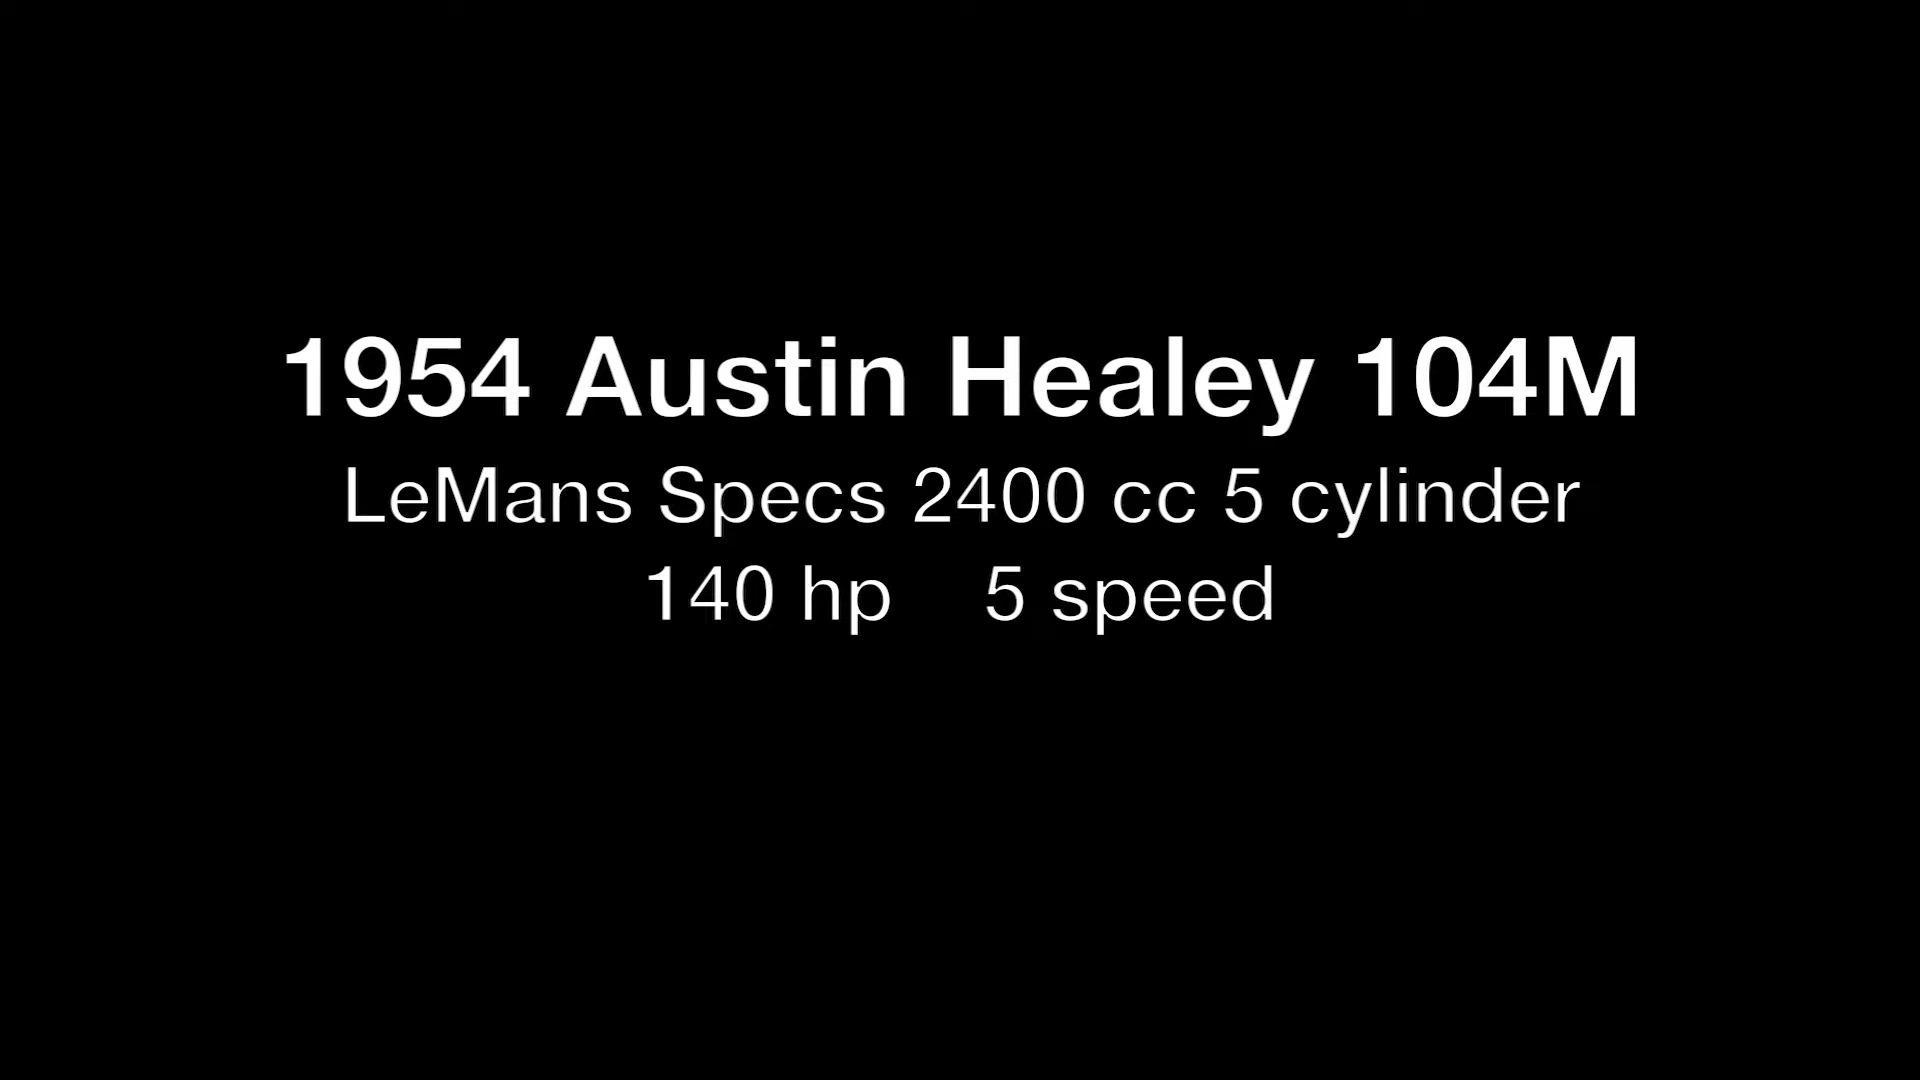 1954 Austin Healey 104M
LeMans Specs 2400 cc 5 cylinder
140 hp 5 speed